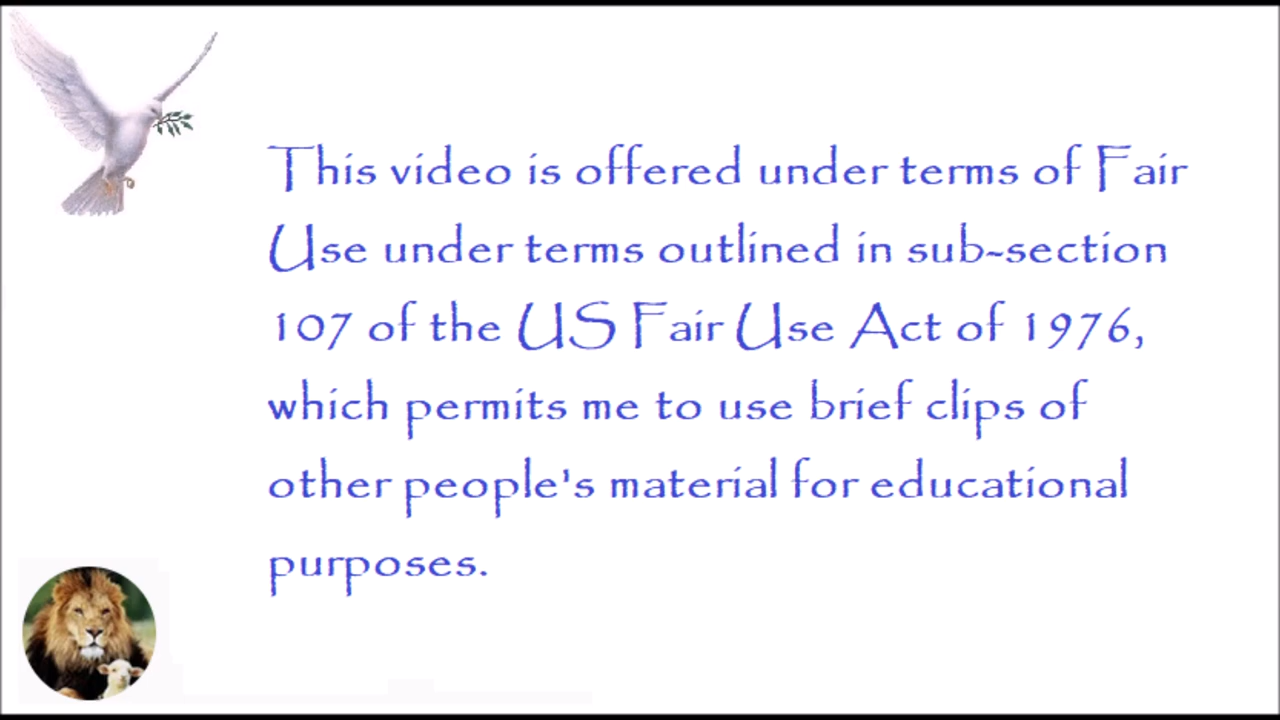 This video is offered under terms of Fair
Use under terms outlined in sub-section
107 of the US Fair Use Act of 1976,
which permits me to use brief clips of
other people's material for educational
purposes.